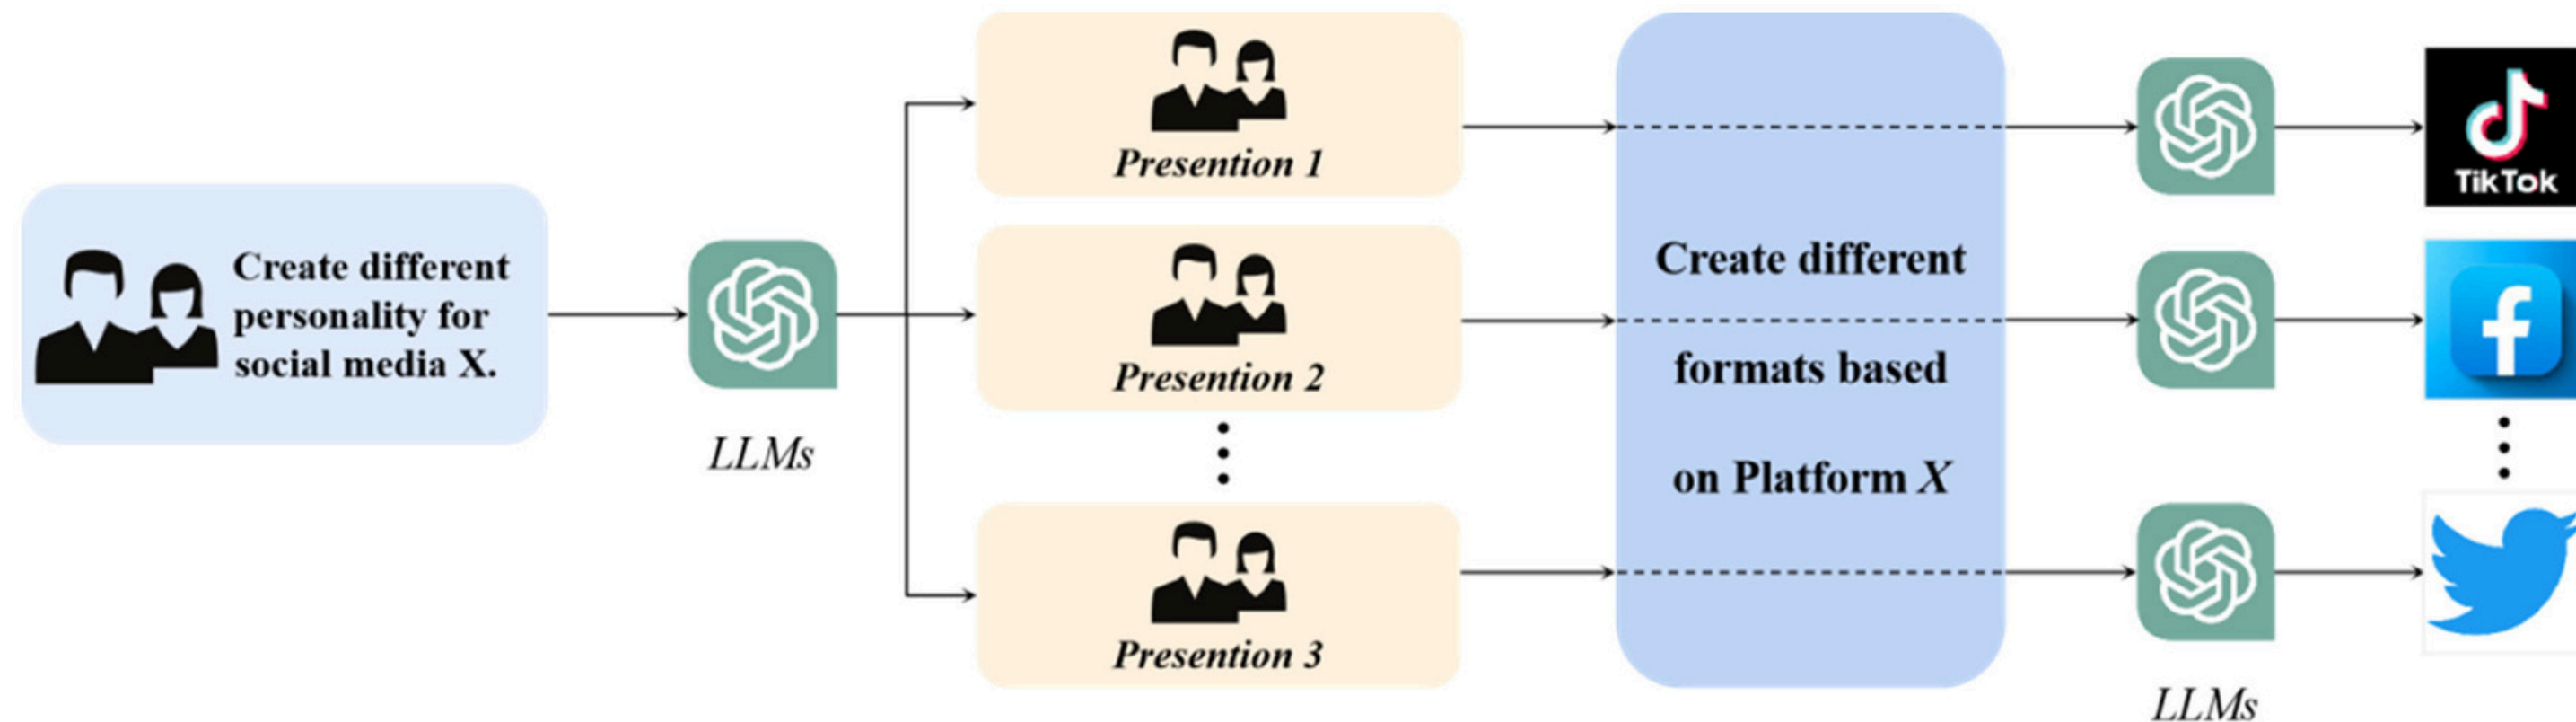 Create different
personality for
social media X.
LLMs
Presention 1
Presention 2
Presention 3
Create different
formats based
on Platform X
LLMs
TikTok